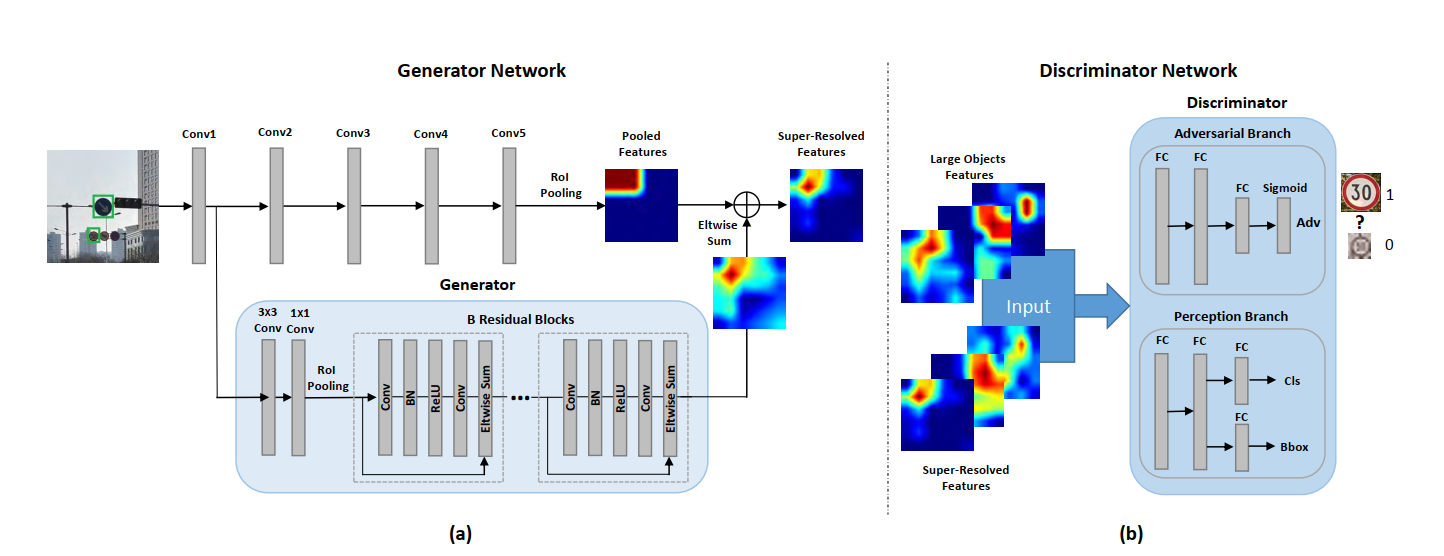 Generator Network
Conv1
Conv2
Conv3
Conv4
Conv5
RoI
Pooling
Pooled
Features
Super-Resolved
Features
Eltwise
Sum
Generator
3x3
Conv
1x1
Conv
RoI
Pooling
B Residual Blocks
Conv
BN
ReLU
Conv
Eltwise Sum
...
Conv
BN
ReLU
Conv
Eltwise Sum
(a)
Discriminator Network
Large Objects
Features
Input
Super-Resolved
Features
Discriminator
Adversarial Branch
FC
FC
FC
Sigmoid
Adv
30
1
?
0
Perception Branch
FC
FC
FC
Cls
FC
Bbox
(b)